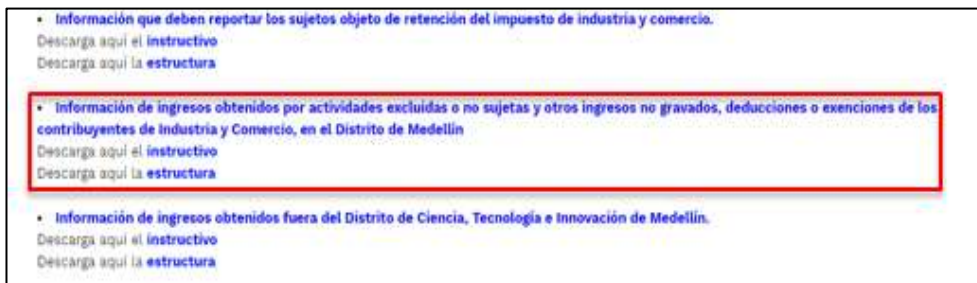 • Información que deben reportar los sujetos objeto de retención del impuesto de industria y comercio.
Descarga aquí el instructivo
Descarga aquí la estructura
• Información de ingresos obtenidos por actividades excluidas o no sujetas y otros ingresos no gravados, deducciones o exenciones de los
contribuyentes de Industria y Comercio, en el Distrito de Medellín
Descarga aquí el instructivo
Descarga aquí la estructura
• Información de ingresos obtenidos fuera del Distrito de Ciencia, Tecnología e Innovación de Medellín.
Descarga aquí el instructivo
Descarga aquí la estructura